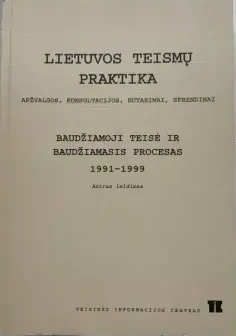 LIETUVOS TEISMŲ
PRAKTIKA
APŽVALGOS, KONSULTACIJOS, NUTARIMAI, SPRENDIMAI
BAUDŽIAMOJI TEISĖ IR
BAUDŽIAMASIS PROCESAS
1991-1999
Antras leidimas
TEISINĖS INFORMACIJOS CENTRAS